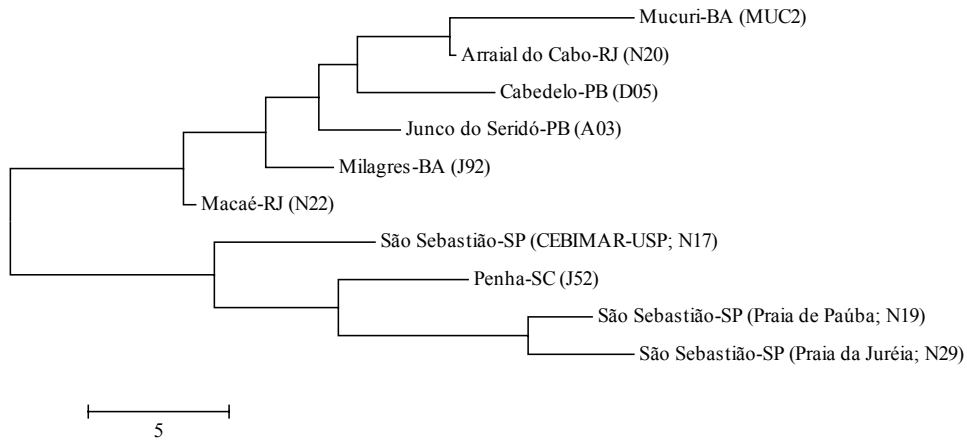 Mucuri-BA (MUC2)
Arraial do Cabo-RJ (N20)
Cabedelo-PB (D05)
Junco do Seridó-PB (A03)
Milagres-BA (J92)
Macaé-RJ (N22)
São Sebastião-SP (CEBIMAR-USP; N17)
Penha-SC (J52)
São Sebastião-SP (Praia de Paúba; N19)
São Sebastião-SP (Praia da Juréia; N29)
5